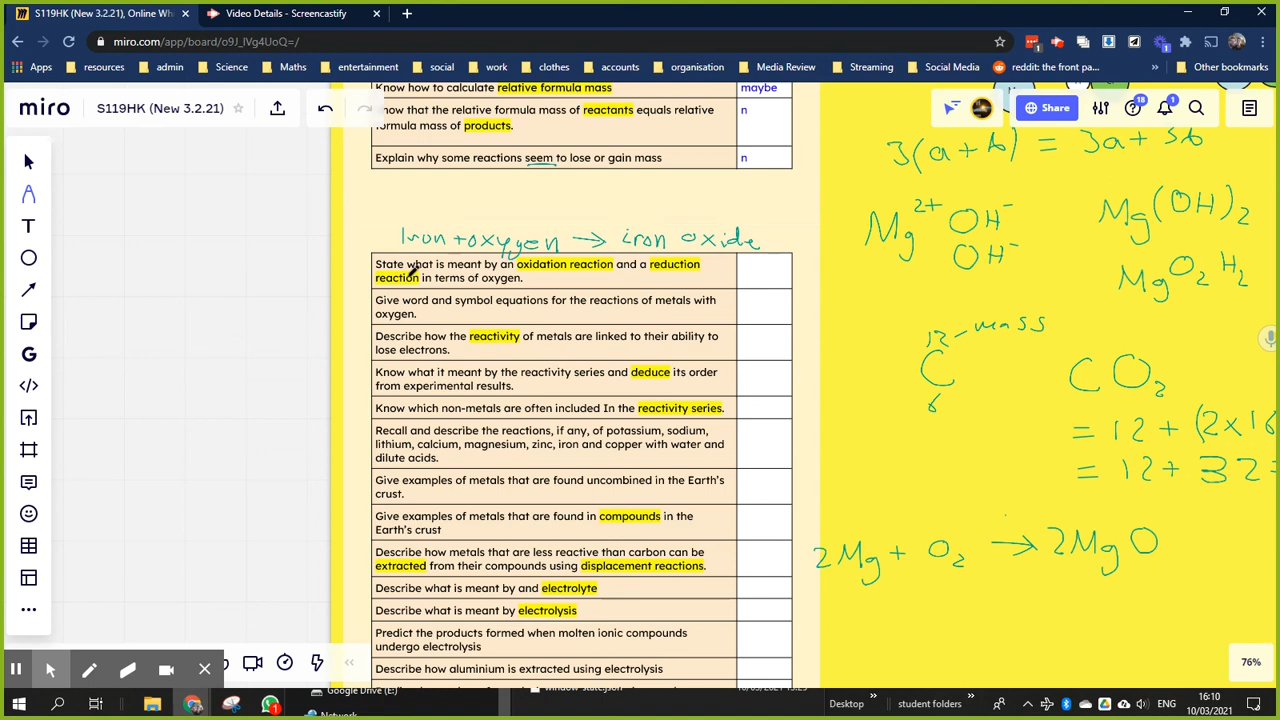 S119HK (New 3.2.21), Online Wh
Video Details - Screencastify
miro.com/app/board/o9J_lVg4UoQ=/
Apps
resources
admin
Science
Maths
entertainment
social
work
clothes
accounts
organisation
Media Review
Streaming
Social Media
reddit: the front pa
Other bookmarks
miro
S119HK (New 3.2.21)
18
1
Share
Know how to calculate relative formula mass
maybe
now that the relative formula mass of reactants equals relative
formula mass of products.
n
Explain why some reactions seem to lose or gain mass
n
Iron + oxygen → iron oxide
State what is meant by an oxidation reaction and a reduction
reaction in terms of oxygen.
Give word and symbol equations for the reactions of metals with
oxygen.
Describe how the reactivity of metals are linked to their ability to
lose electrons.
Know what it meant by the reactivity series and deduce its order
from experimental results.
Know which non-metals are often included In the reactivity series.
Recall and describe the reactions, if any, of potassium, sodium,
lithium, calcium, magnesium, zinc, iron and copper with water and
dilute acids.
Give examples of metals that are found uncombined in the Earth's
crust.
Give examples of metals that are found in compounds in the
Earth's crust
Describe how metals that are less reactive than carbon can be
extracted from their compounds using displacement reactions.
Describe what is meant by and electrolyte
Describe what is meant by electrolysis
Predict the products formed when molten ionic compounds
undergo electrolysis
Describe how aluminium is extracted using electrolysis
3(a+b) = 3a + 3b
Mg²⁺ OH⁻
OH⁻
Mg(OH)₂
MgO₂H₂
12 - mass
C
6
CO₂
= 12 + (2×16
= 12 + 32 =
2Mg + O₂ → 2MgO
76%
Google Drive (E:)
Network
window-state.json
10/03/2021 15:25
Desktop
student folders
ENG
16:10
10/03/2021